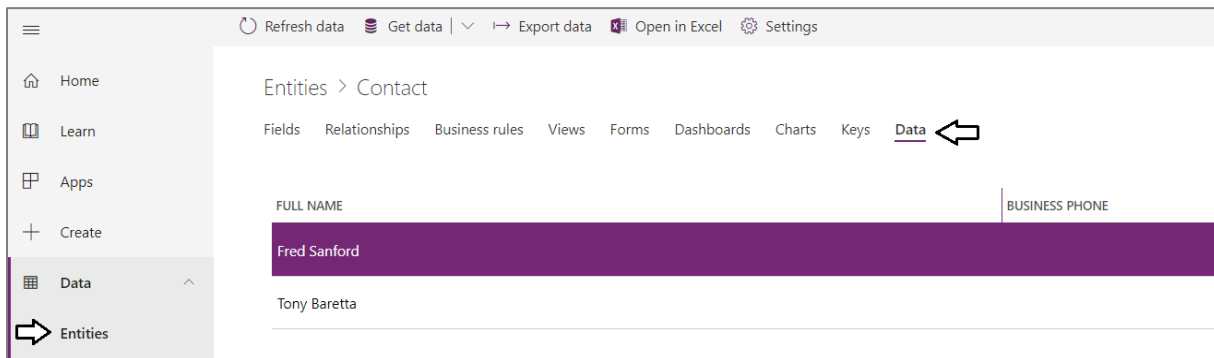 Refresh data Get data Export data Open in Excel Settings
Home
Learn
Apps
Create
Data
Entities
Entities > Contact
Fields Relationships Business rules Views Forms Dashboards Charts Keys Data
FULL NAME BUSINESS PHONE
Fred Sanford
Tony Baretta